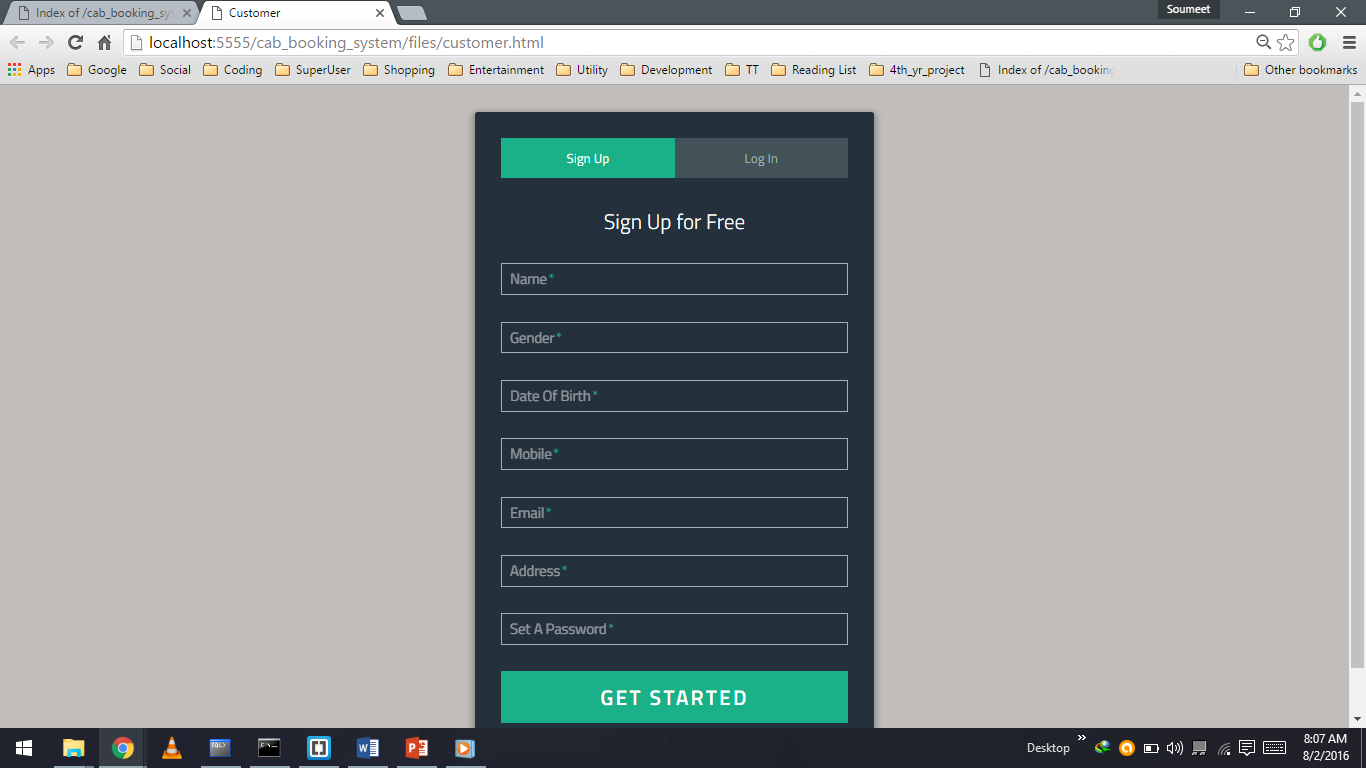 Index of /cab_booking_sy
Customer
Soumeet
localhost:5555/cab_booking_system/files/customer.html
Apps Google Social Coding SuperUser Shopping Entertainment Utility Development TT Reading List 4th_yr_project Index of /cab_booking Other bookmarks
Sign Up Log In
Sign Up for Free
Name*
Gender*
Date Of Birth*
Mobile*
Email*
Address*
Set A Password*
GET STARTED
Desktop
8:07 AM
8/2/2016